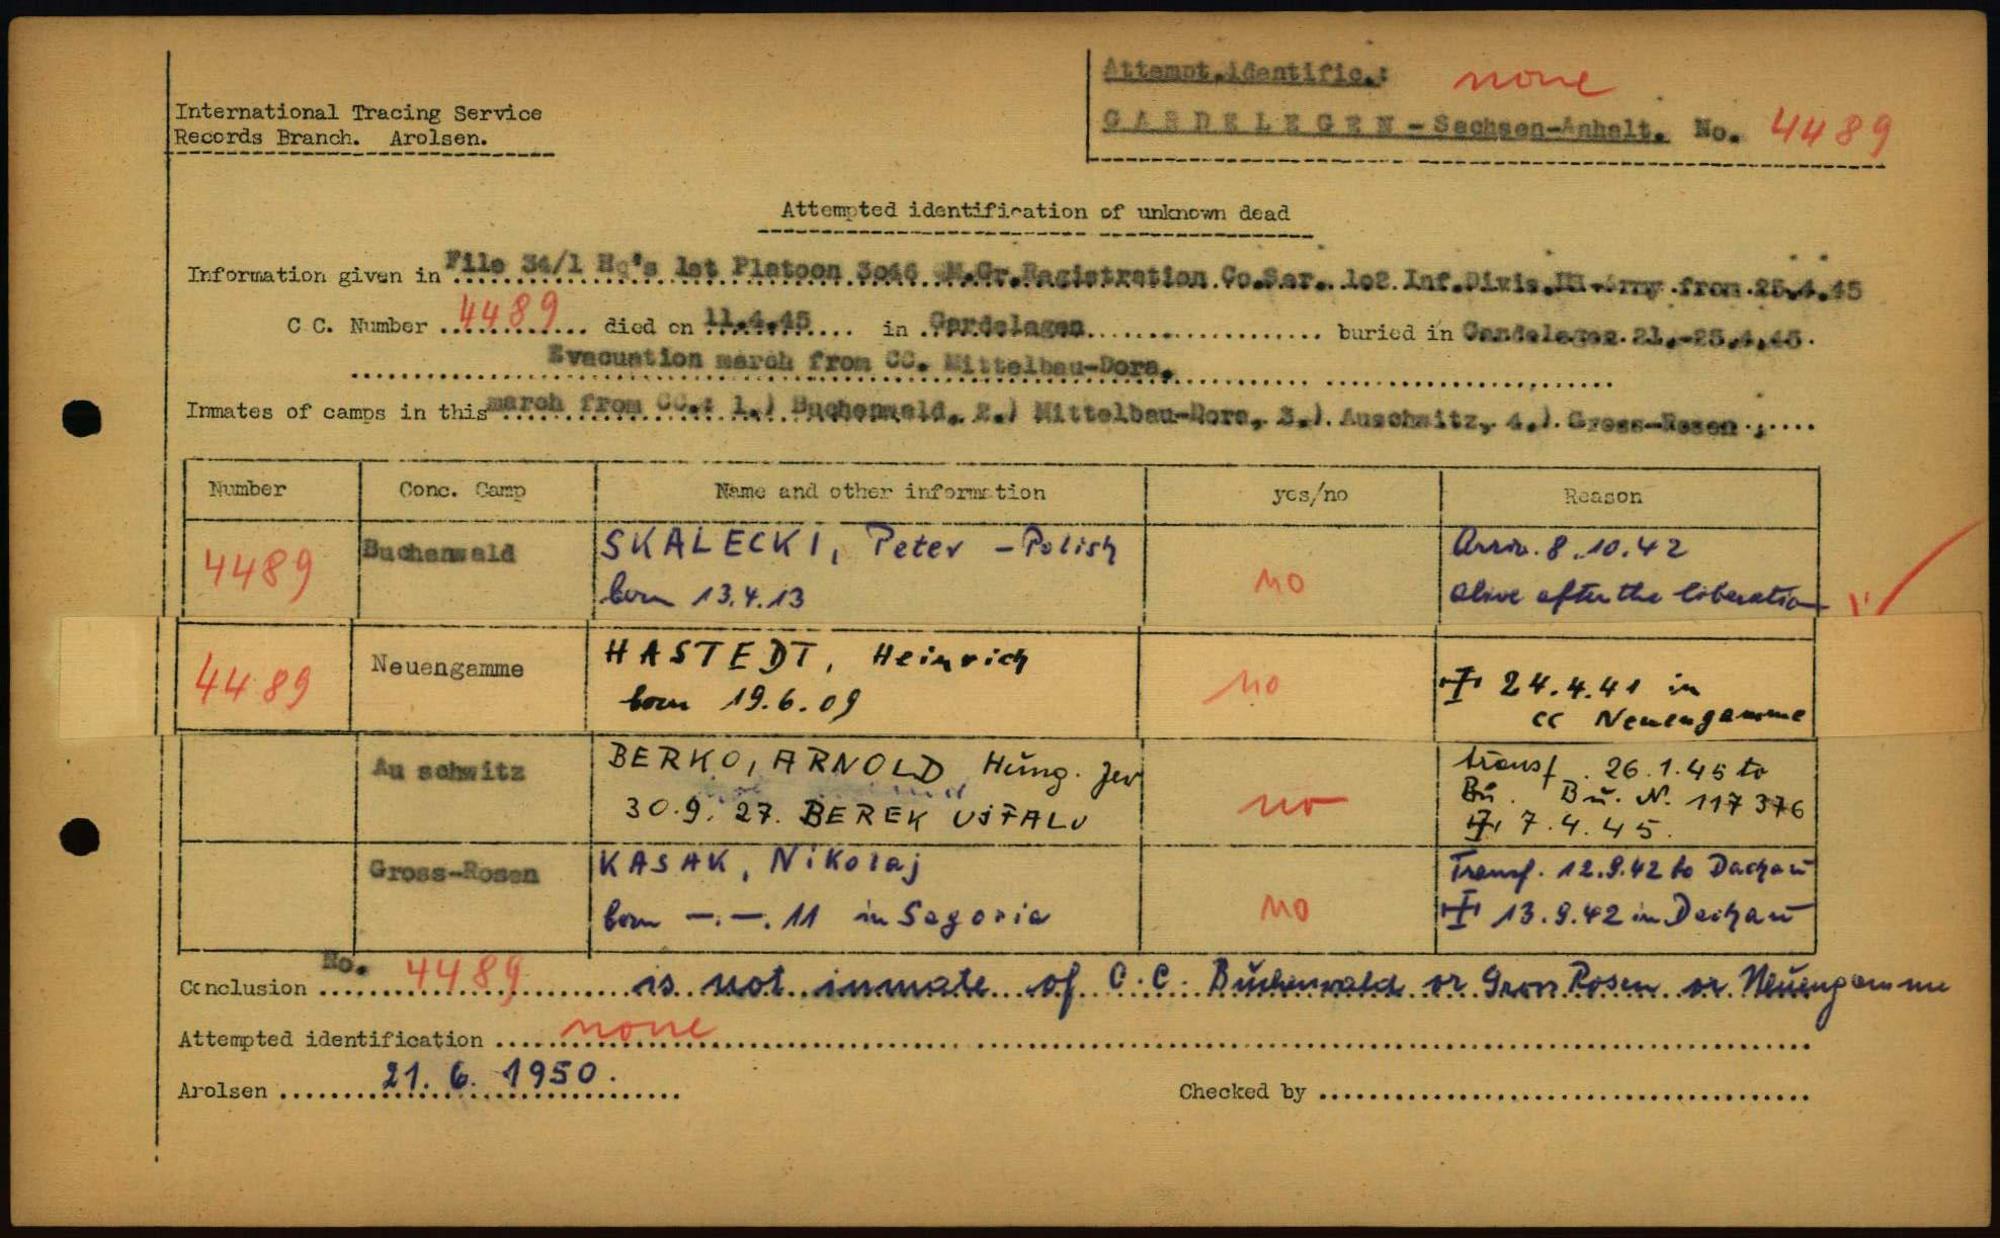 Attempt.identific.: none
International Tracing Service
Records Branch. Arolsen.
GARDELEGEN - Sachsen-Anhalt. No. 4489
Attempted identification of unknown dead
Information given in File 34/1 Hq's 1st Platoon 3046 Gr. Registration Co. Ser. 102 Inf. Divis. Army from 25.4.45
C C. Number 4489 died on 11.4.45 in Gardelegen buried in Gardelegen 21.-25.4.45.
Evacuation march from CC. Mittelbau-Dora.
Inmates of camps in this march from CC.: 1.) Buchenwald, 2.) Mittelbau-Dora, 3.) Auschwitz, 4.) Gross-Rosen
Number Conc. Camp Name and other information yes/no Reason
4489 Buchenwald SKALECKI, Peter - Polish no Arriv. 8.10.42
born 13.4.13 alive after the liberation
4489 Neuengamme HASTEDT, Heinrich no 24.4.41 in
born 19.6.09 CC Neuengamme
Auschwitz BERKO, ARNOLD Hung. Jew no transf. 26.1.45 to
30.9.27. BEREK UJFALU Bu. Bu. N. 117376
7.4.45.
Gross-Rosen KASAK, Nikolaj no Transf. 12.9.42 to Dachau
born -.-.11 in Sagoria 13.9.42 in Dachau
Conclusion No. 4489 is not inmate of C.C. Buchenwald or Gross Rosen or Neuengamme
Attempted identification none
Arolsen 21.6.1950.
Checked by